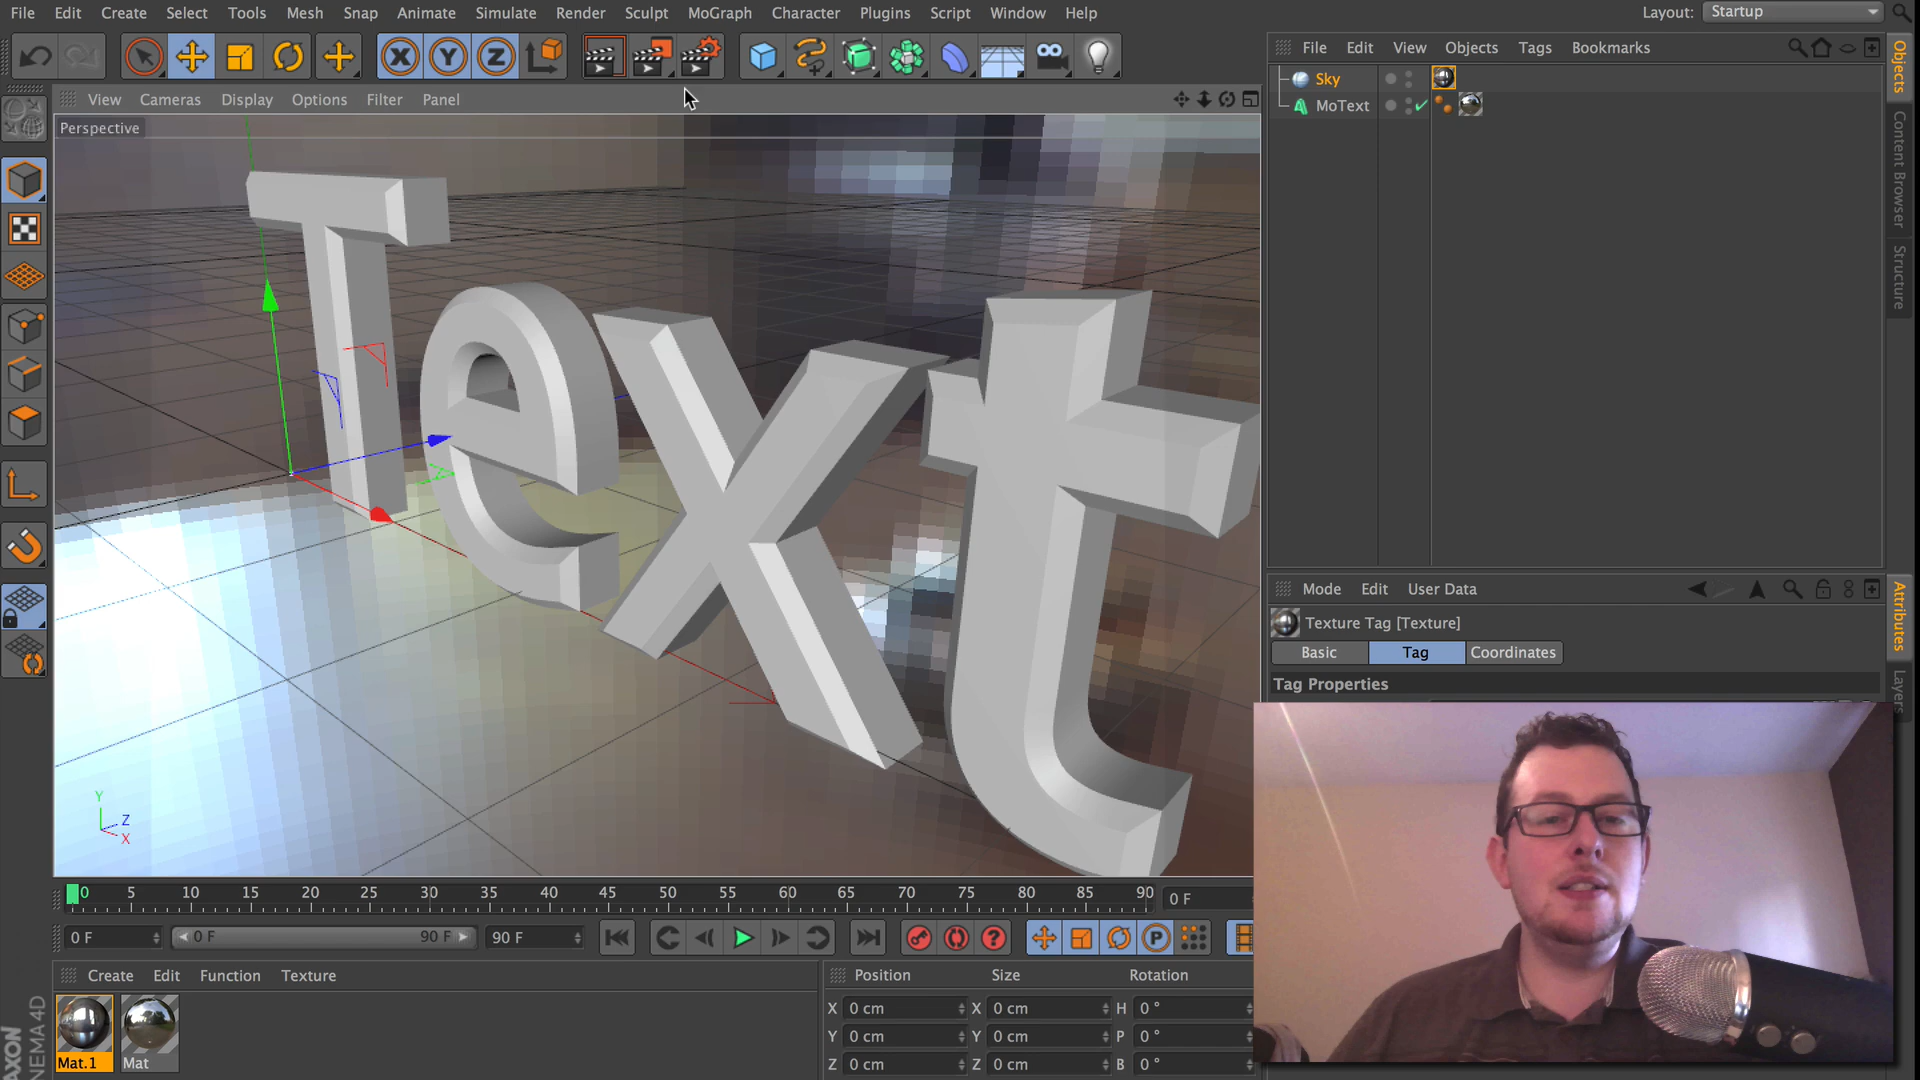 File Edit Create Select Tools Mesh Snap Animate Simulate Render Sculpt MoGraph Character Plugins Script Window Help
Layout: Startup
X Y Z
File Edit View Objects Tags Bookmarks
Objects
Content Browser
Structure
Sky
MoText
View Cameras Display Options Filter Panel
Perspective
Text
Y
Z
X
Mode Edit User Data
Attributes
Layers
Texture Tag [Texture]
Basic Tag Coordinates
Tag Properties
0 5 10 15 20 25 30 35 40 45 50 55 60 65 70 75 80 85 90 0 F
0 F 0 F 90 F 90 F
P
Create Edit Function Texture
Position Size Rotation
X 0 cm X 0 cm H 0 °
Y 0 cm Y 0 cm P 0 °
Z 0 cm Z 0 cm B 0 °
Mat.1 Mat
AXON
NEMA 4D